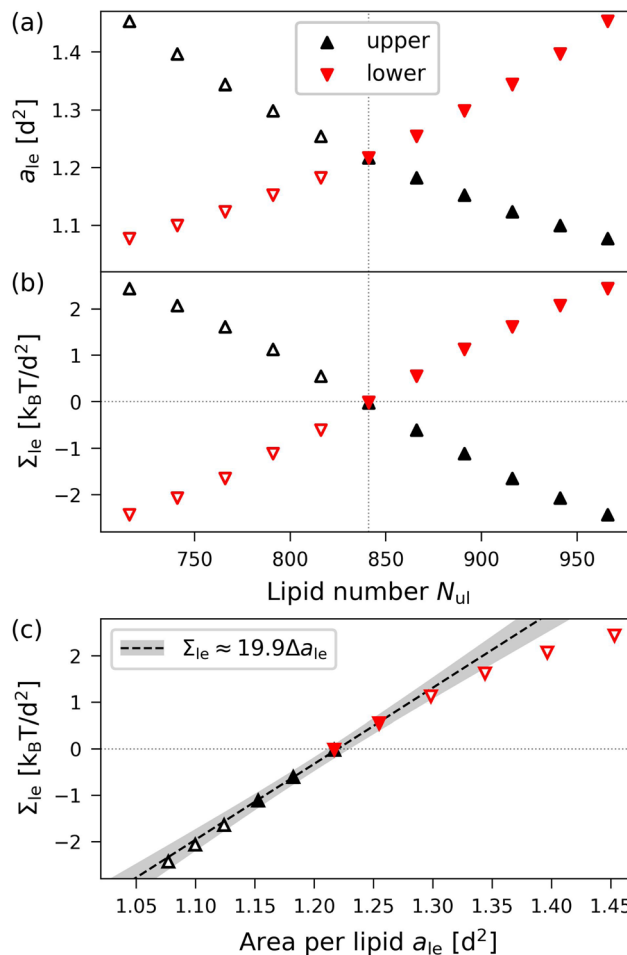 (a)
upper
lower
1.4
1.3
1.2
1.1
a_le [d²]
(b)
2
1
0
−1
−2
Σ_le [k_BT/d²]
750 800 850 900 950
Lipid number N_ul
(c)
Σ_le ≈ 19.9Δa_le
2
1
0
−1
−2
Σ_le [k_BT/d²]
1.05 1.10 1.15 1.20 1.25 1.30 1.35 1.40 1.45
Area per lipid a_le [d²]